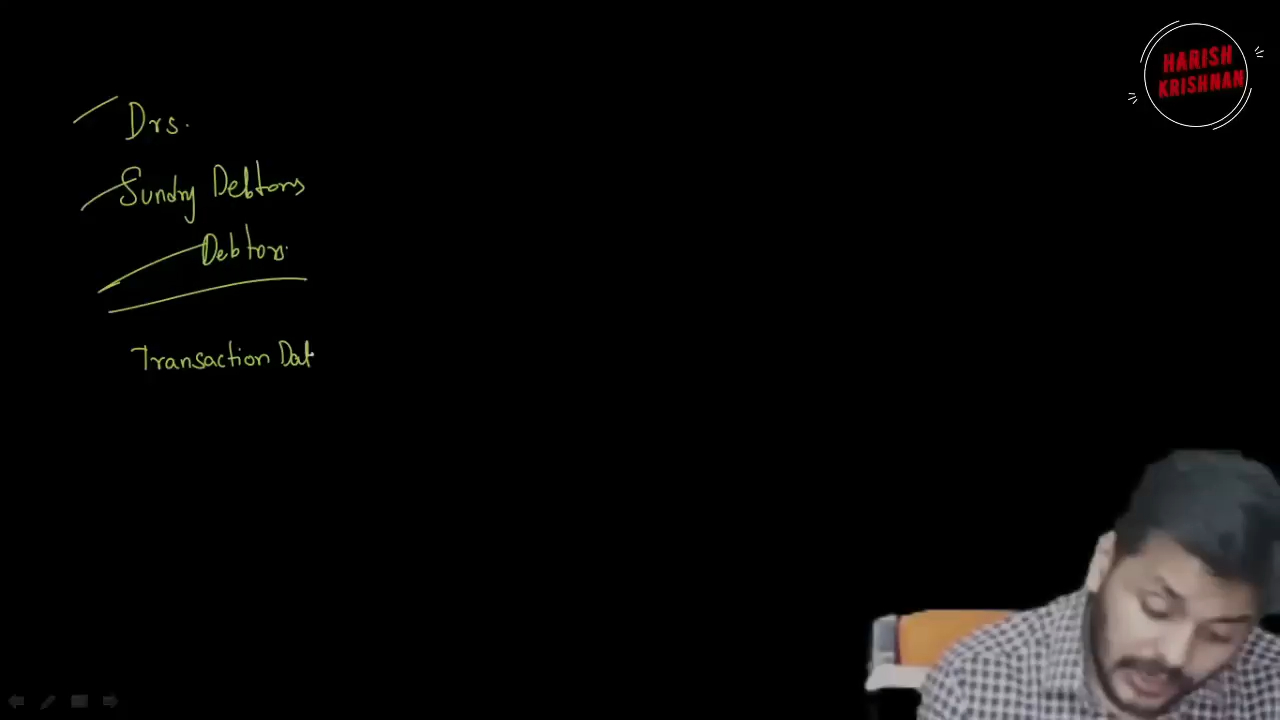 HARISH
KRISHNAN
Drs.
Sundry Debtors
Debtors.
Transaction Dat